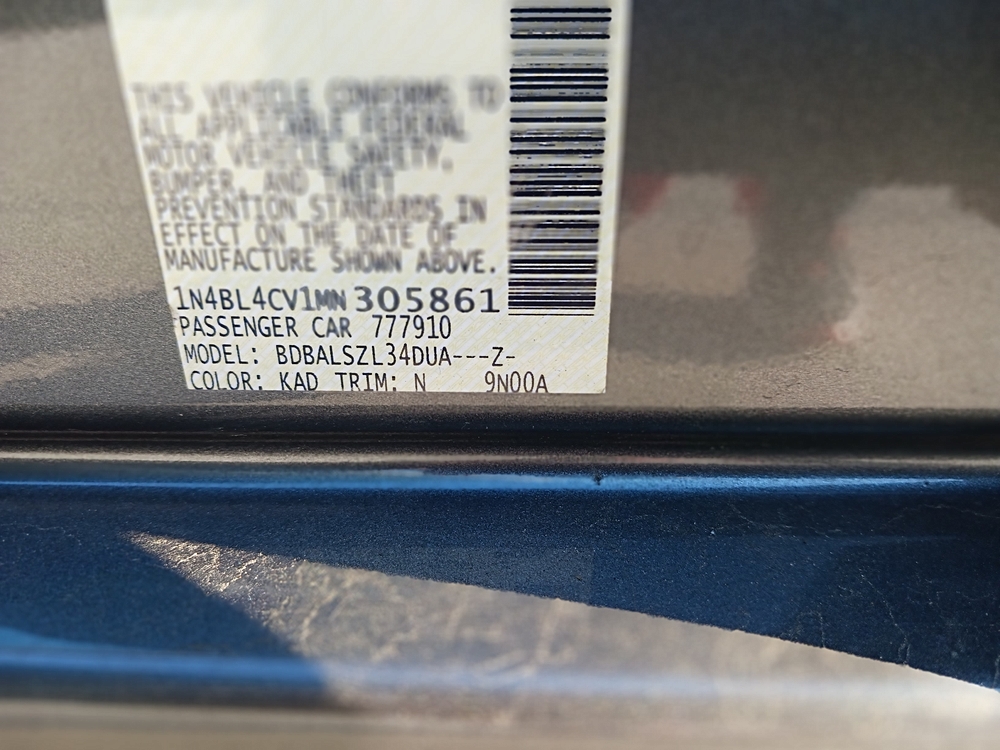 THIS VEHICLE CONFORMS TO
ALL APPLICABLE FEDERAL
MOTOR VEHICLE SAFETY,
BUMPER, AND THEFT
PREVENTION STANDARDS IN
EFFECT ON THE DATE OF
MANUFACTURE SHOWN ABOVE.
1N4BL4CV1MN305861
PASSENGER CAR 777910
MODEL: BDBALSZL34DUA---Z-
COLOR: KAD TRIM: N 9N00A